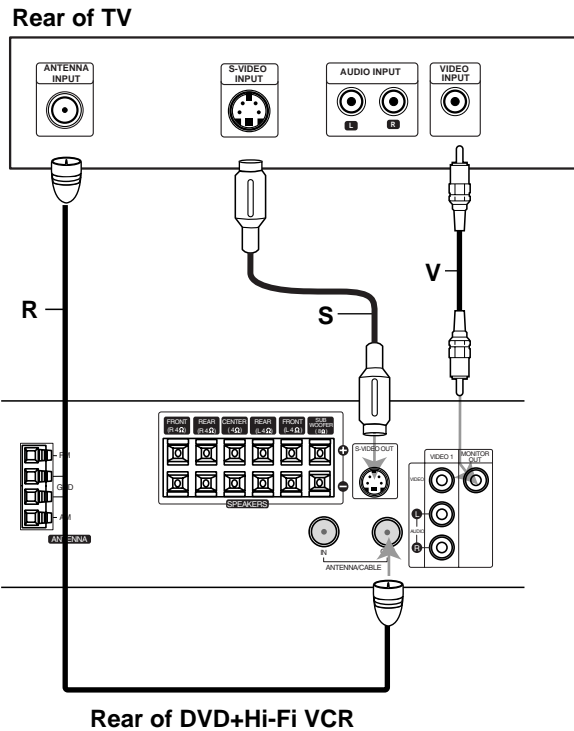 Rear of TV
ANTENNA
INPUT
S-VIDEO
INPUT
AUDIO INPUT
L
R
VIDEO
INPUT
R
S
V
FRONT
(R 4Ω)
REAR
(R 4Ω)
CENTER
( 4Ω)
REAR
(L 4Ω)
FRONT
(L 4Ω)
SUB
WOOFER
( 8Ω)
SPEAKERS
S-VIDEO OUT
VIDEO 1
MONITOR
OUT
VIDEO
L
AUDIO
R
FM
GND
AM
ANTENNA
IN
ANTENNA/CABLE
Rear of DVD+Hi-Fi VCR